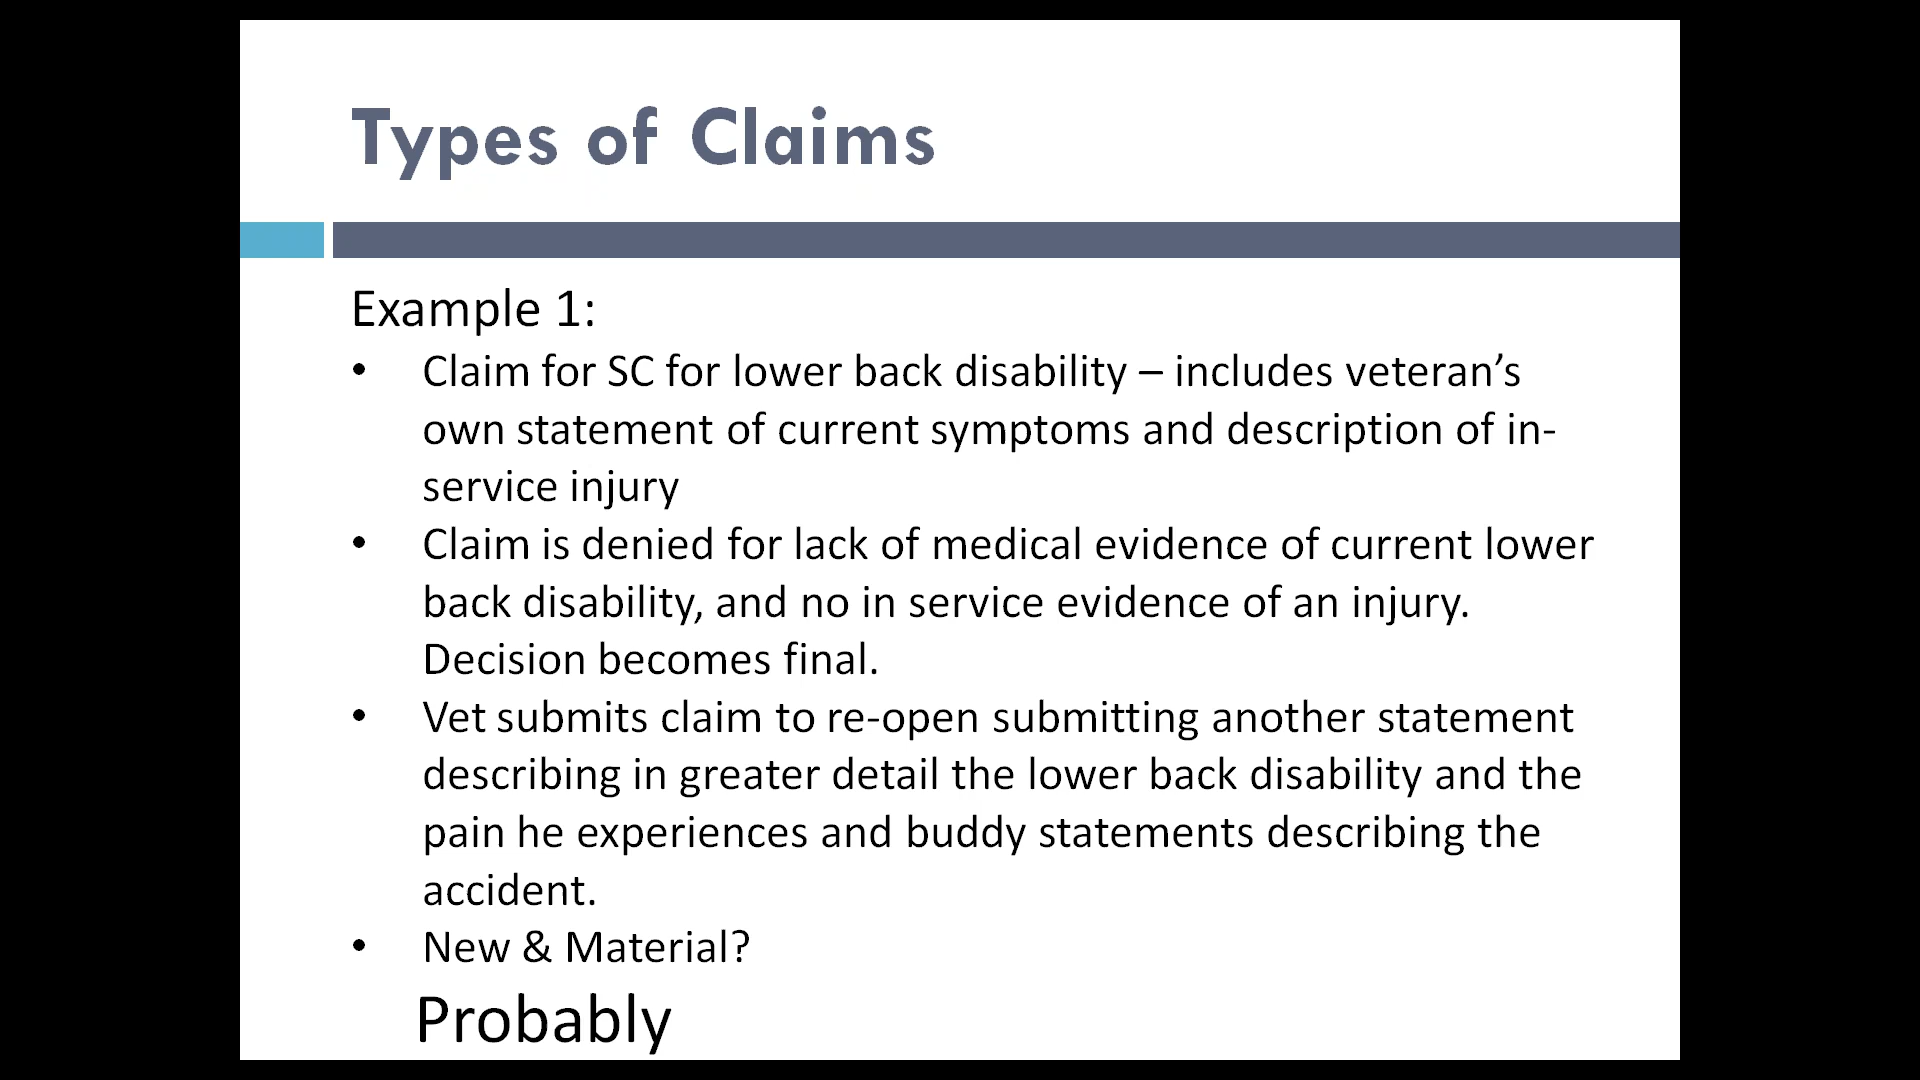 Types of Claims
Example 1:
• Claim for SC for lower back disability – includes veteran’s
own statement of current symptoms and description of in-
service injury
• Claim is denied for lack of medical evidence of current lower
back disability, and no in service evidence of an injury.
Decision becomes final.
• Vet submits claim to re-open submitting another statement
describing in greater detail the lower back disability and the
pain he experiences and buddy statements describing the
accident.
• New & Material?
Probably